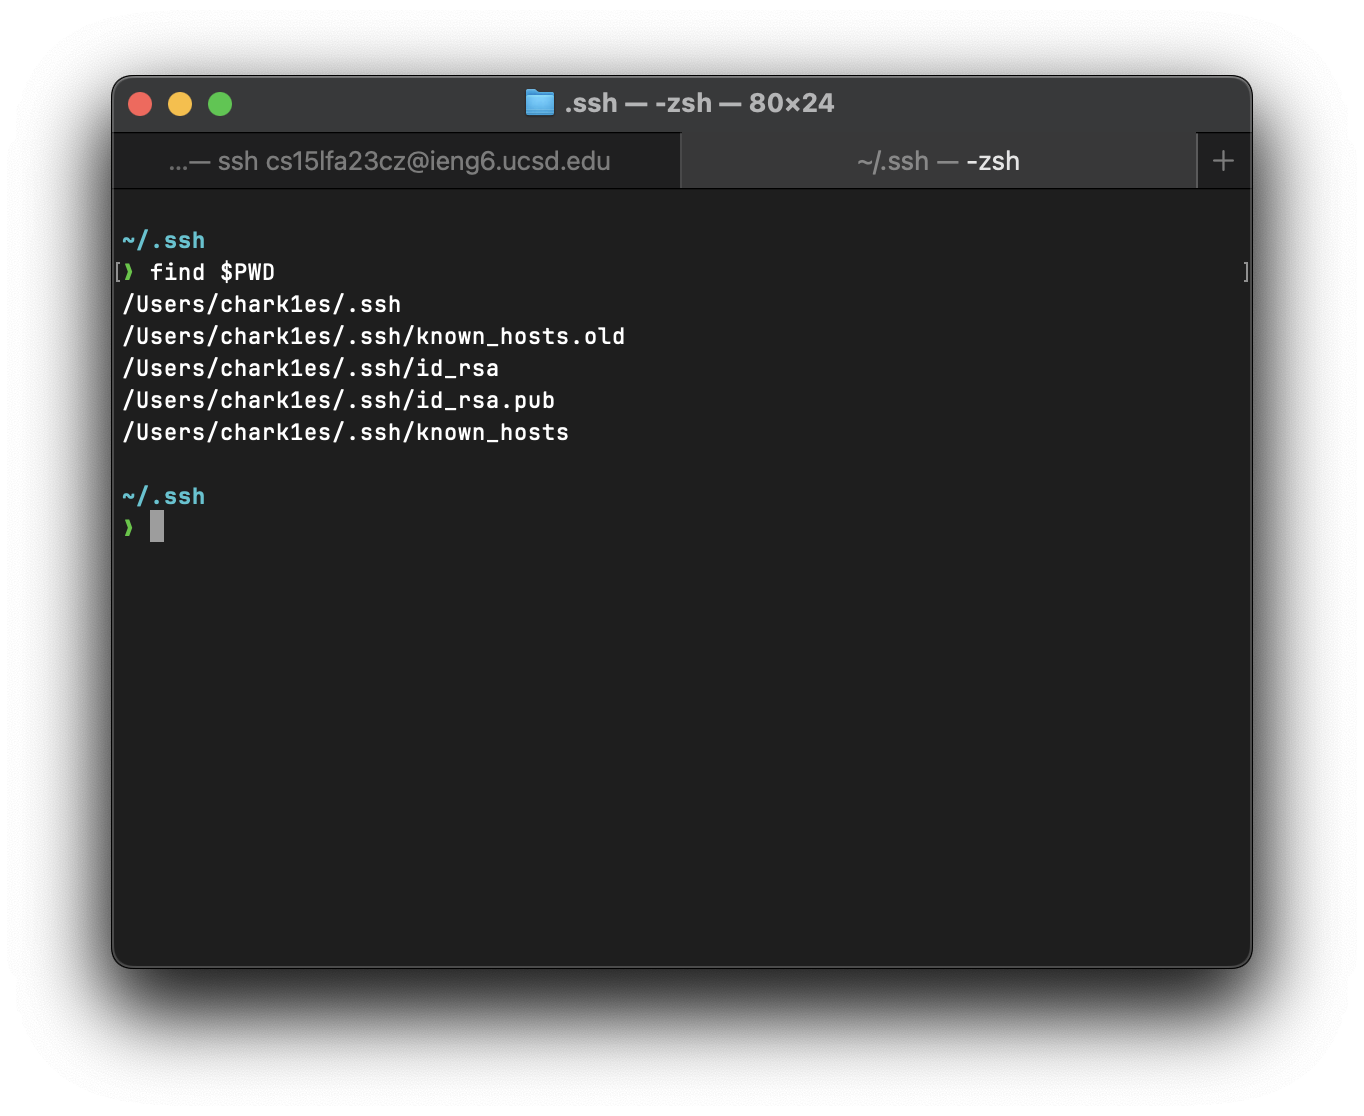 .ssh — -zsh — 80×24
...— ssh cs15lfa23cz@ieng6.ucsd.edu
~/.ssh — -zsh
+
~/.ssh
[❫ find $PWD ]
/Users/chark1es/.ssh
/Users/chark1es/.ssh/known_hosts.old
/Users/chark1es/.ssh/id_rsa
/Users/chark1es/.ssh/id_rsa.pub
/Users/chark1es/.ssh/known_hosts
~/.ssh
❫